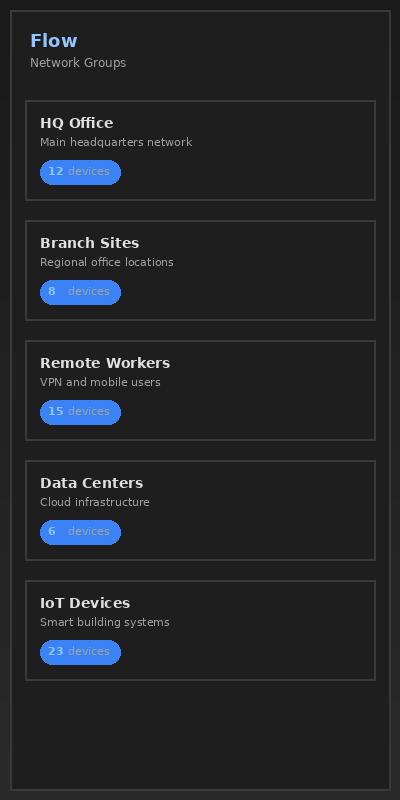 Flow
Network Groups
HQ Office
Main headquarters network
12 devices
Branch Sites
Regional office locations
8 devices
Remote Workers
VPN and mobile users
15 devices
Data Centers
Cloud infrastructure
6 devices
IoT Devices
Smart building systems
23 devices